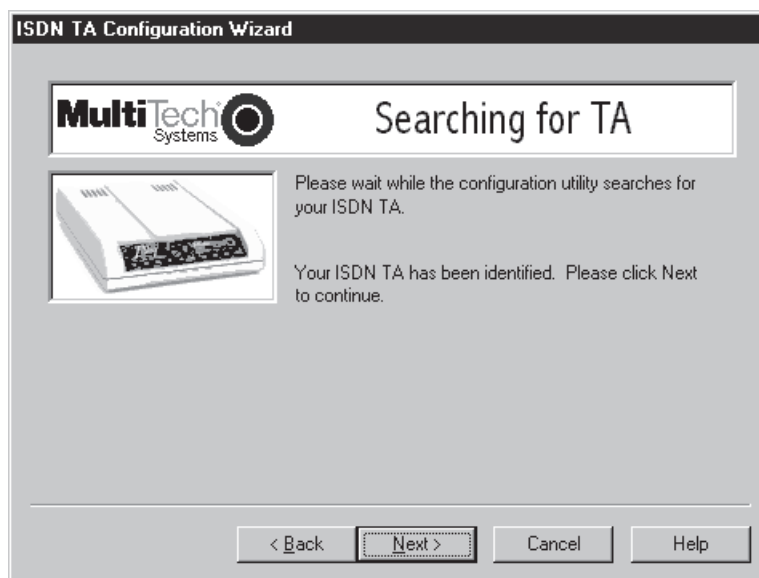 ISDN TA Configuration Wizard
MultiTech
Systems
Searching for TA
Please wait while the configuration utility searches for
your ISDN TA.
Your ISDN TA has been identified. Please click Next
to continue.
< Back
Next >
Cancel
Help